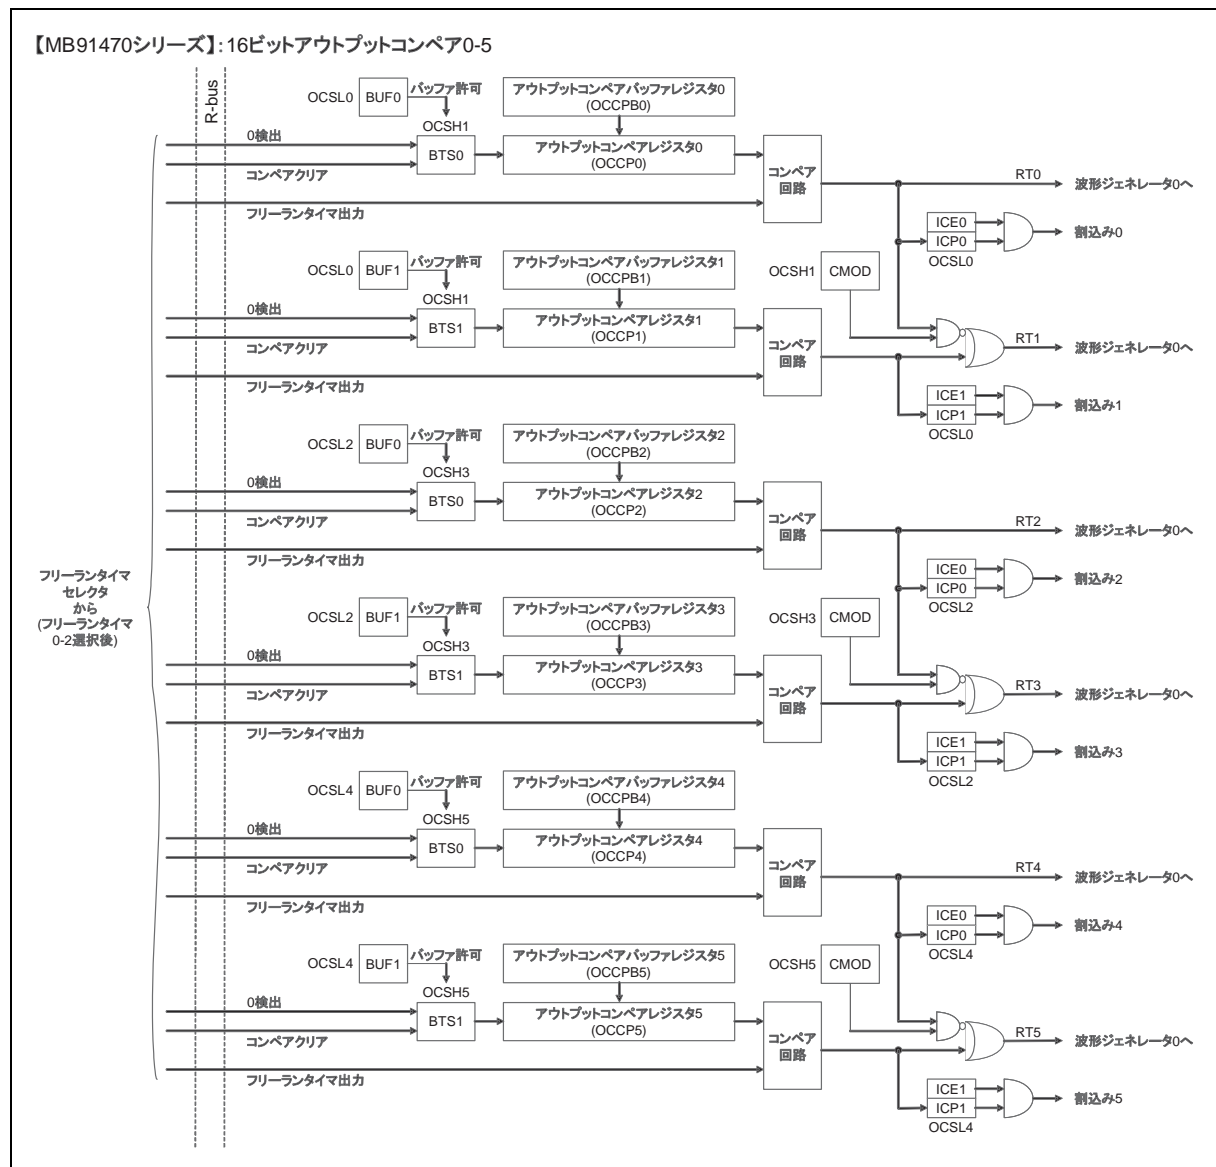 【MB91470シリーズ】:16ビットアウトプットコンペア0-5
R-bus
フリーランタイマ
セレクタ
から
(フリーランタイマ
0-2選択後)
OCSL0
BUF0
バッファ許可
OCSH1
BTS0
0検出
コンペアクリア
フリーランタイマ出力
アウトプットコンペアバッファレジスタ0
(OCCPB0)
アウトプットコンペアレジスタ0
(OCCP0)
コンペア
回路
RT0
波形ジェネレータ0へ
ICE0
ICP0
OCSL0
割込み0
OCSL0
BUF1
バッファ許可
OCSH1
BTS1
0検出
コンペアクリア
フリーランタイマ出力
アウトプットコンペアバッファレジスタ1
(OCCPB1)
アウトプットコンペアレジスタ1
(OCCP1)
コンペア
回路
OCSH1
CMOD
RT1
波形ジェネレータ0へ
ICE1
ICP1
OCSL0
割込み1
OCSL2
BUF0
バッファ許可
OCSH3
BTS0
0検出
コンペアクリア
フリーランタイマ出力
アウトプットコンペアバッファレジスタ2
(OCCPB2)
アウトプットコンペアレジスタ2
(OCCP2)
コンペア
回路
RT2
波形ジェネレータ0へ
ICE0
ICP0
OCSL2
割込み2
OCSL2
BUF1
バッファ許可
OCSH3
BTS1
0検出
コンペアクリア
フリーランタイマ出力
アウトプットコンペアバッファレジスタ3
(OCCPB3)
アウトプットコンペアレジスタ3
(OCCP3)
コンペア
回路
OCSH3
CMOD
RT3
波形ジェネレータ0へ
ICE1
ICP1
OCSL2
割込み3
OCSL4
BUF0
バッファ許可
OCSH5
BTS0
0検出
コンペアクリア
フリーランタイマ出力
アウトプットコンペアバッファレジスタ4
(OCCPB4)
アウトプットコンペアレジスタ4
(OCCP4)
コンペア
回路
RT4
波形ジェネレータ0へ
ICE0
ICP0
OCSL4
割込み4
OCSL4
BUF1
バッファ許可
OCSH5
BTS1
0検出
コンペアクリア
フリーランタイマ出力
アウトプットコンペアバッファレジスタ5
(OCCPB5)
アウトプットコンペアレジスタ5
(OCCP5)
コンペア
回路
OCSH5
CMOD
RT5
波形ジェネレータ0へ
ICE1
ICP1
OCSL4
割込み5